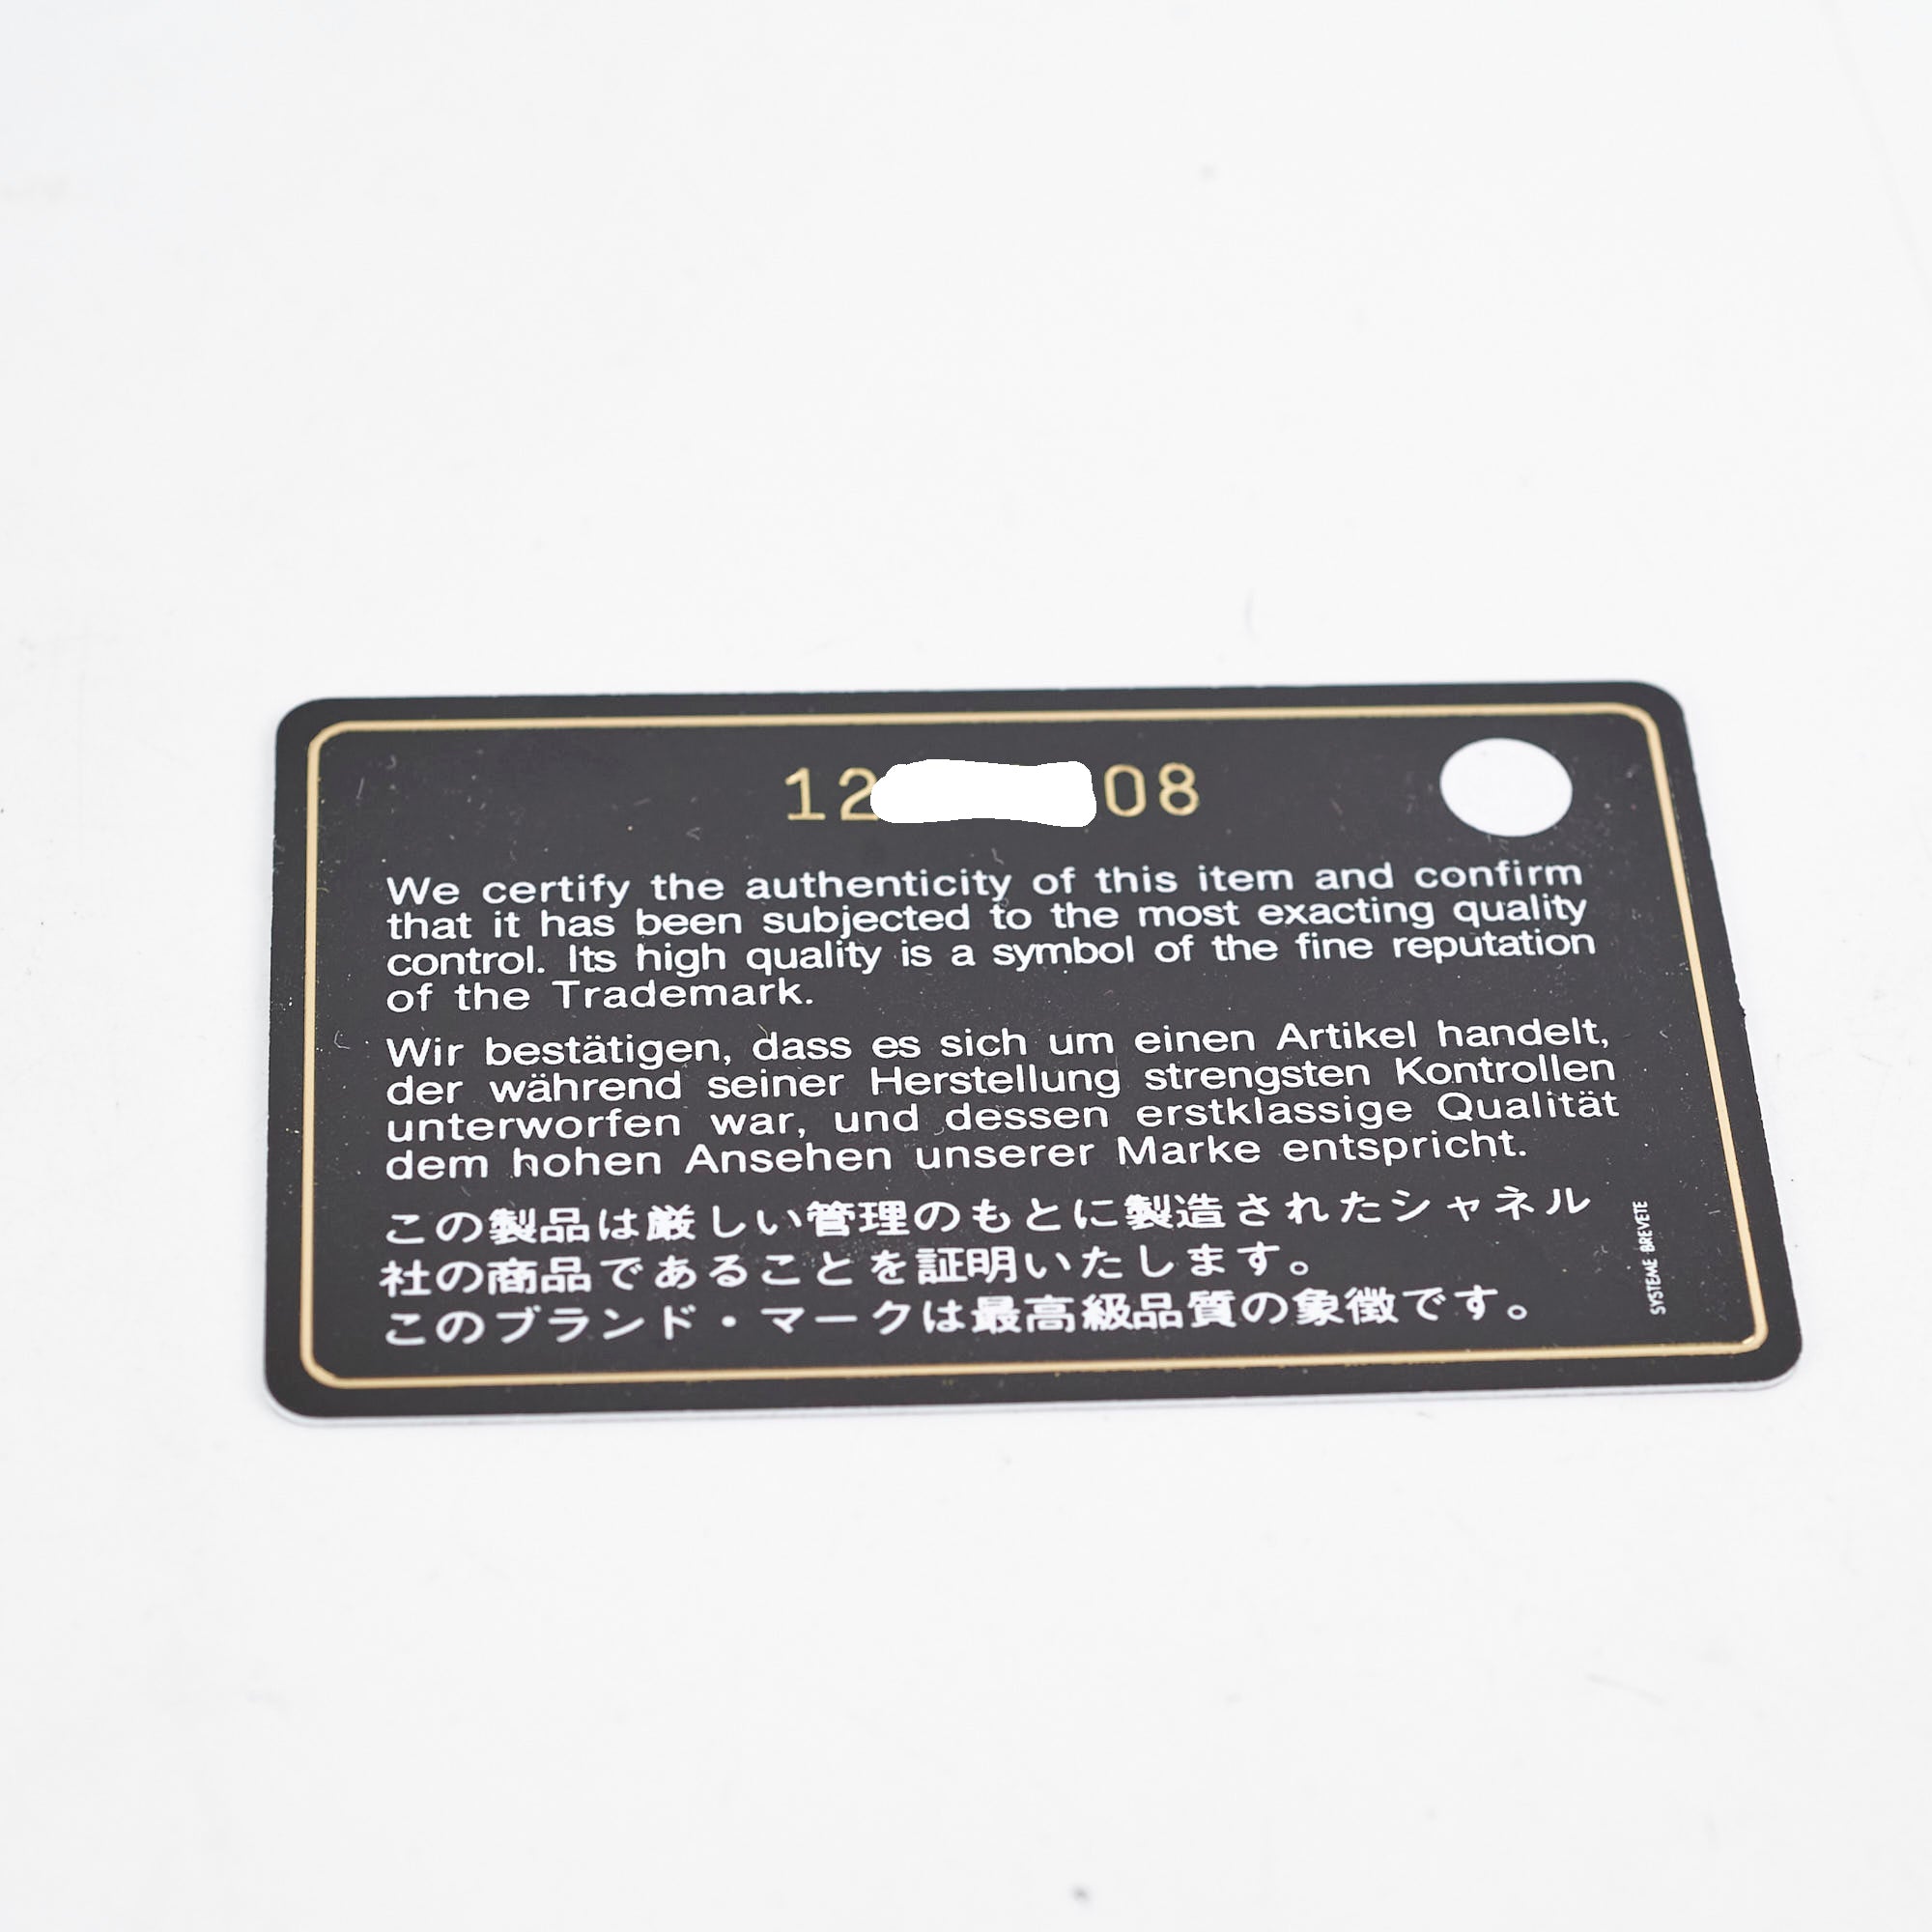 12 08
We certify the authenticity of this item and confirm
that it has been subjected to the most exacting quality
control. Its high quality is a symbol of the fine reputation
of the Trademark.
Wir bestätigen, dass es sich um einen Artikel handelt,
der während seiner Herstellung strengsten Kontrollen
unterworfen war, und dessen erstklassige Qualität
dem hohen Ansehen unserer Marke entspricht.
この製品は厳しい管理のもとに製造されたシャネル
社の商品であることを証明いたします。
このブランド・マークは最高級品質の象徴です。
SYSTEME BREVETE